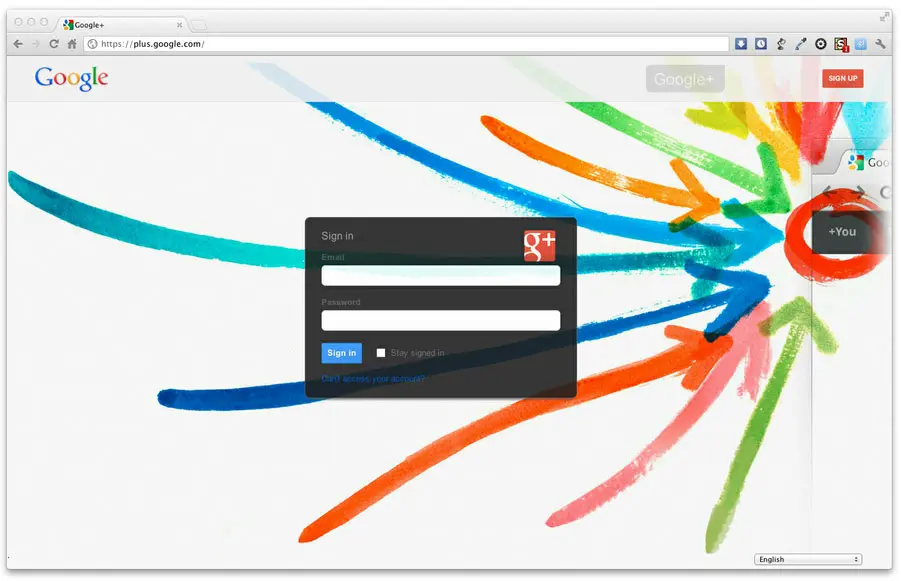 Google+
https://plus.google.com/
Google
Google+
SIGN UP
Goo
+You
Sign in
g+
Email
Password
Sign in
Stay signed in
Can't access your account?
English